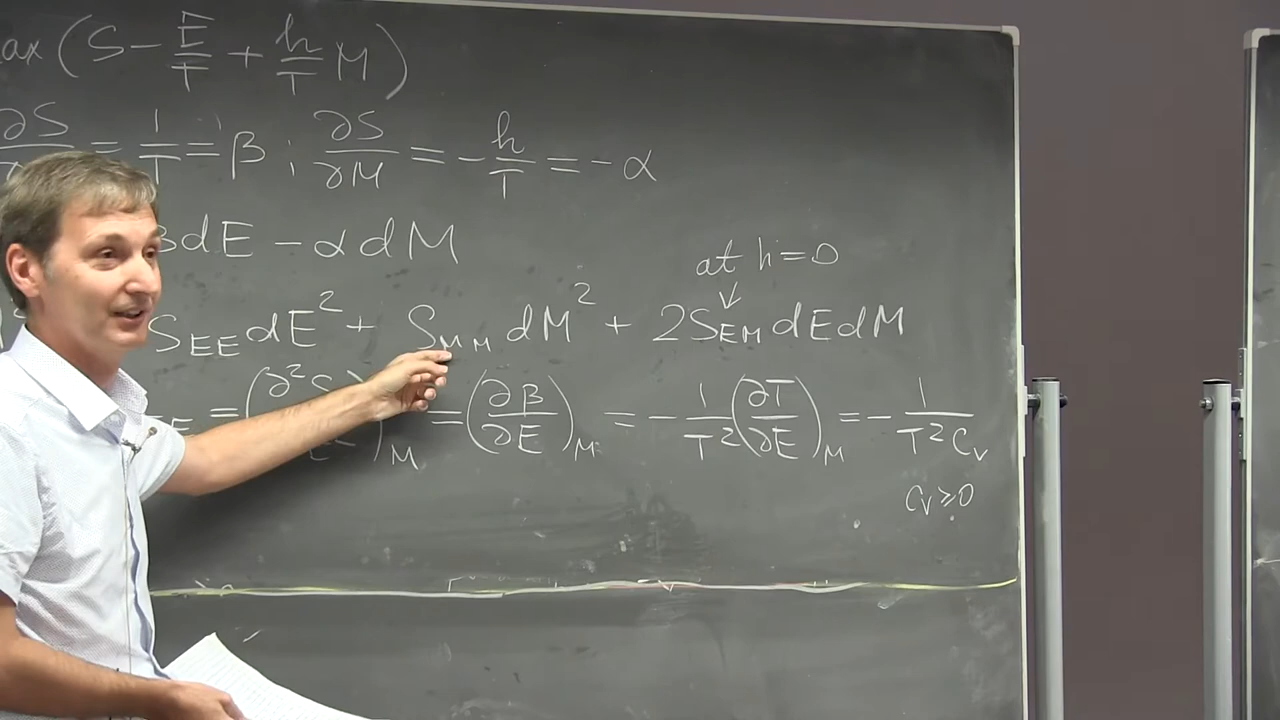 ax(S - E/T + h/T M)
∂S = 1/T = β ; ∂S/∂M = - h/T = - α
βdE - αdM
at h=0
S_EE dE² + S_MM dM² + 2S_EM dEdM
= (∂²S )_M = (∂β/∂E)_M = - 1/T² (∂T/∂E)_M = - 1/(T² C_v)
C_v ≥ 0